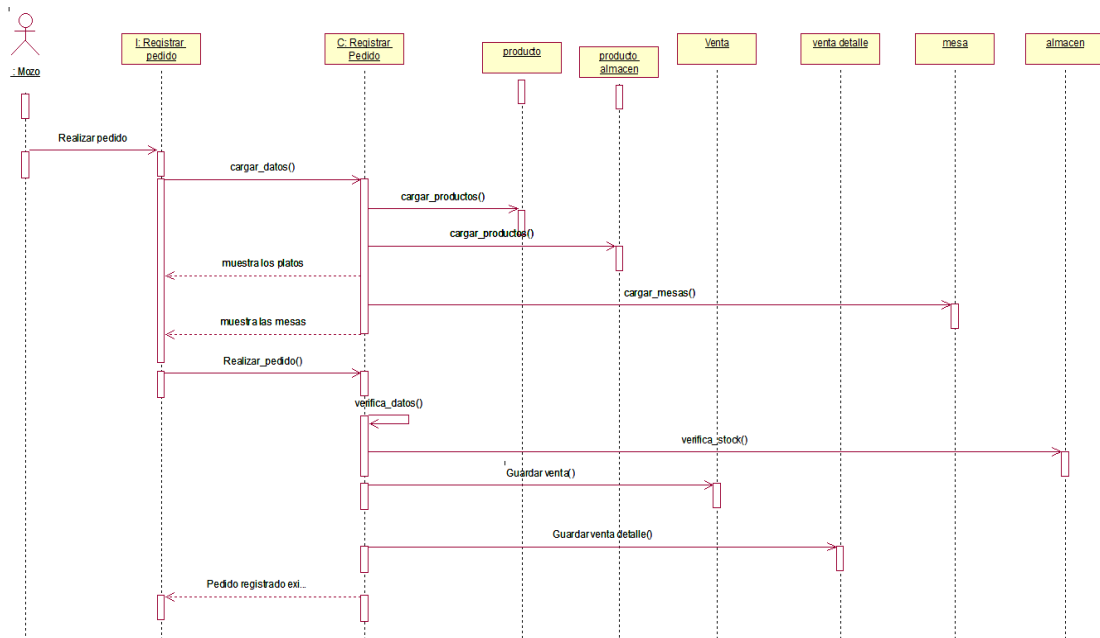 : Mozo
I: Registrar
pedido
C: Registrar
Pedido
producto
producto
almacen
Venta
venta detalle
mesa
almacen
Realizar pedido
cargar_datos()
cargar_productos()
cargar_productos()
muestra los platos
cargar_mesas()
muestra las mesas
Realizar_pedido()
verifica_datos()
verifica_stock()
Guardar venta()
Guardar venta detalle()
Pedido registrado exi...